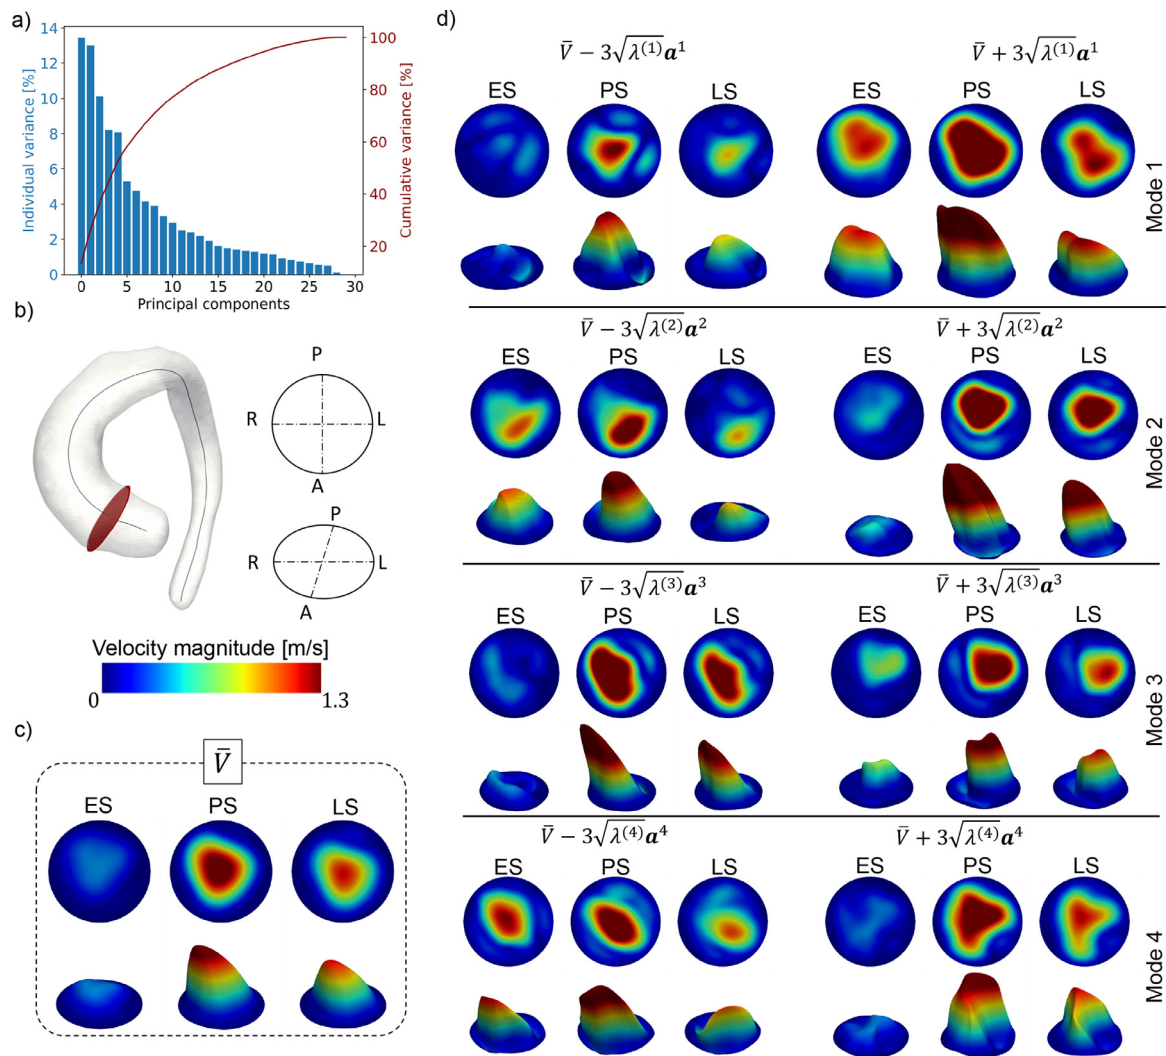 a)
Individual variance [%]
14
12
10
8
6
4
2
0
100
80
60
40
20
Cumulative variance [%]
0 5 10 15 20 25 30
Principal components
b)
P
R L
A
P
R L
A
Velocity magnitude [m/s]
0 1.3
c)
V̄
ES PS LS
d)
V̄ − 3√λ⁽¹⁾a¹ V̄ + 3√λ⁽¹⁾a¹
ES PS LS ES PS LS
Mode 1
V̄ − 3√λ⁽²⁾a² V̄ + 3√λ⁽²⁾a²
ES PS LS ES PS LS
Mode 2
V̄ − 3√λ⁽³⁾a³ V̄ + 3√λ⁽³⁾a³
ES PS LS ES PS LS
Mode 3
V̄ − 3√λ⁽⁴⁾a⁴ V̄ + 3√λ⁽⁴⁾a⁴
ES PS LS ES PS LS
Mode 4